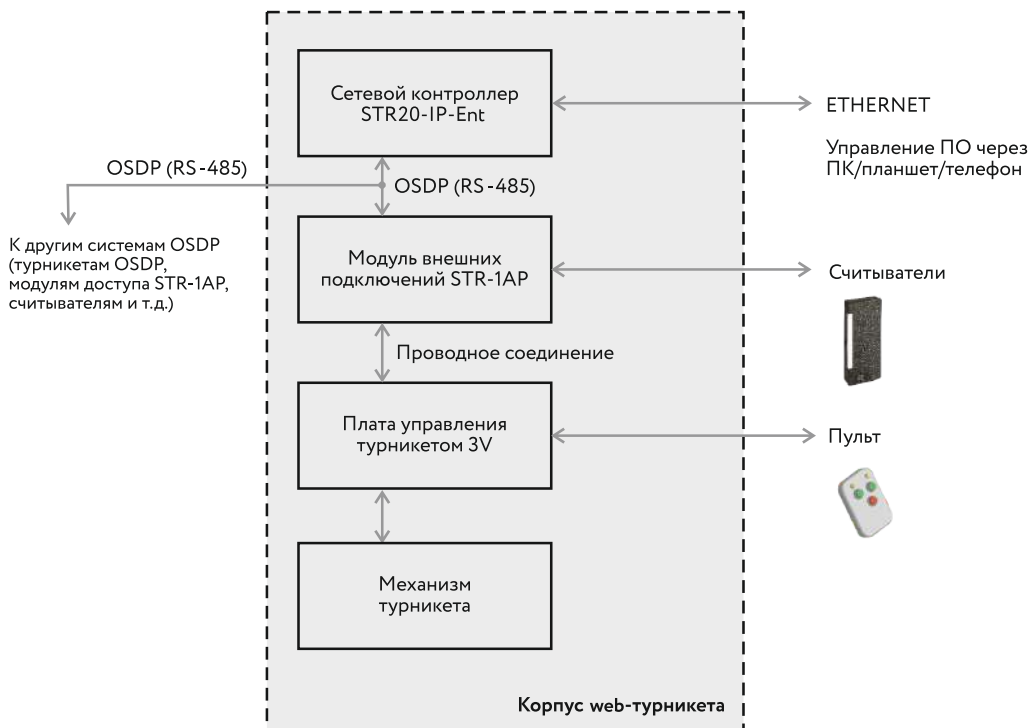 Сетевой контроллер
STR20-IP-Ent
ETHERNET
Управление ПО через
ПК/планшет/телефон
OSDP (RS-485)
OSDP (RS-485)
К другим системам OSDP
(турникетам OSDP,
модулям доступа STR-1AP,
считывателям и т.д.)
Модуль внешних
подключений STR-1AP
Считыватели
Проводное соединение
Плата управления
турникетом 3V
Пульт
Механизм
турникета
Корпус web-турникета